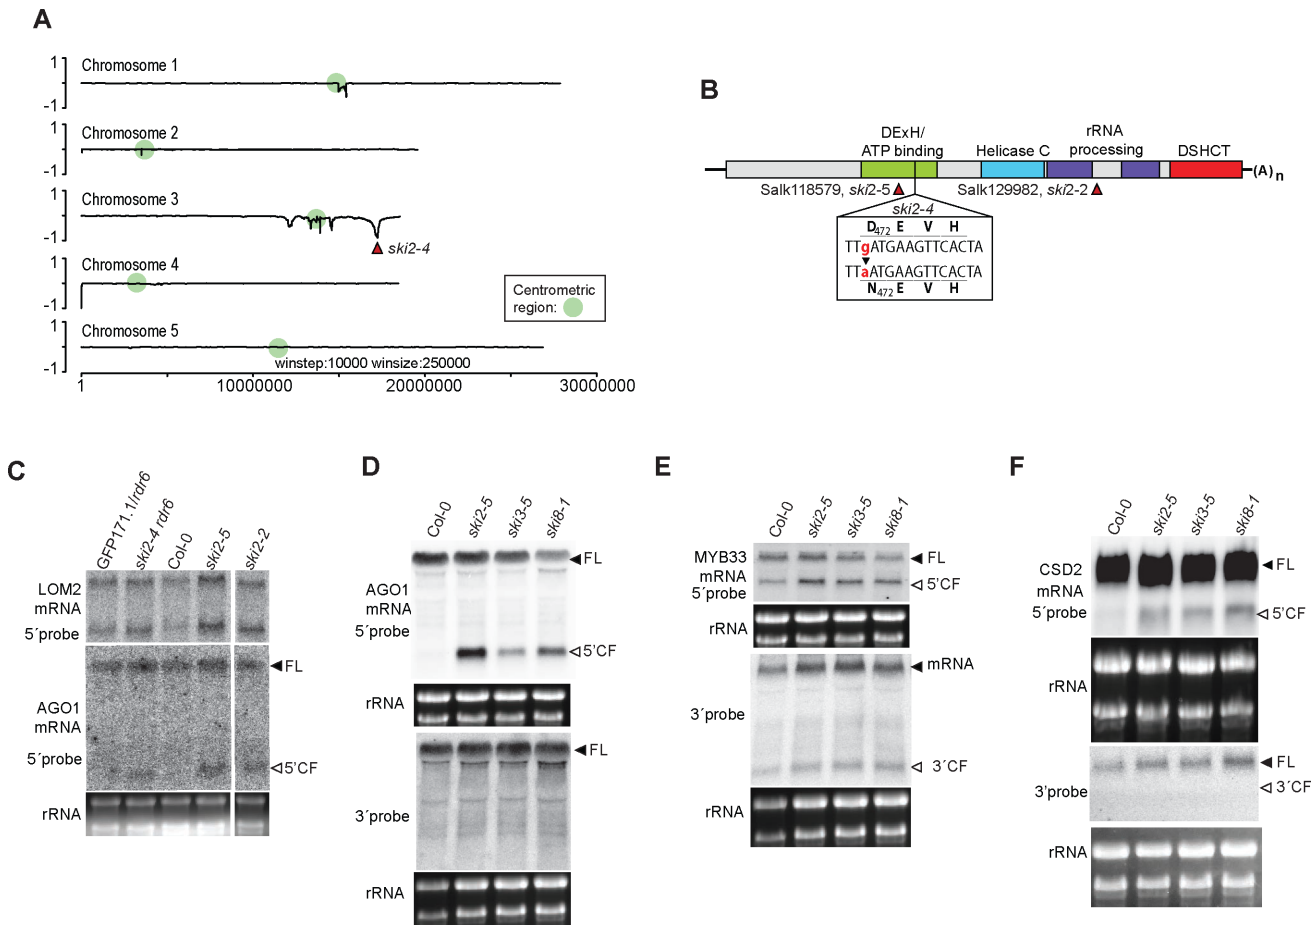 A
1
Chromosome 1
-1
1
Chromosome 2
-1
1
Chromosome 3
-1
ski2-4
1
Chromosome 4
-1
Centrometric
region:
1
Chromosome 5
-1
winstep:10000 winsize:250000
1 10000000 20000000 30000000
B
DExH/
ATP binding
Helicase C
rRNA
processing
DSHCT
(A)n
Salk118579, ski2-5
Salk129982, ski2-2
ski2-4
D472 E V H
TTgATGAAGTTCACTA
TTaATGAAGTTCACTA
N472 E V H
C
GFP171.1/rdr6
ski2-4 rdr6
Col-0
ski2-5
ski2-2
LOM2
mRNA
5´probe
FL
AGO1
mRNA
5´probe
5'CF
rRNA
D
Col-0
ski2-5
ski3-5
ski8-1
FL
AGO1
mRNA
5´probe
5'CF
rRNA
FL
3´probe
rRNA
E
Col-0
ski2-5
ski3-5
ski8-1
MYB33
mRNA
5´probe
FL
5'CF
rRNA
mRNA
3´probe
3´CF
rRNA
F
Col-0
ski2-5
ski3-5
ski8-1
FL
CSD2
mRNA
5´probe
5'CF
rRNA
FL
3'probe
3´CF
rRNA